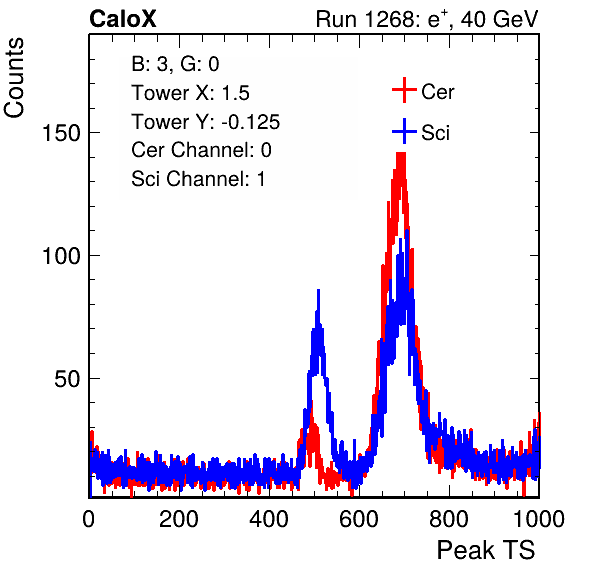 CaloX Run 1268: e⁺, 40 GeV
Counts
B: 3, G: 0
Tower X: 1.5
Tower Y: -0.125
Cer Channel: 0
Sci Channel: 1
Cer
Sci
150
100
50
0 200 400 600 800 1000
Peak TS